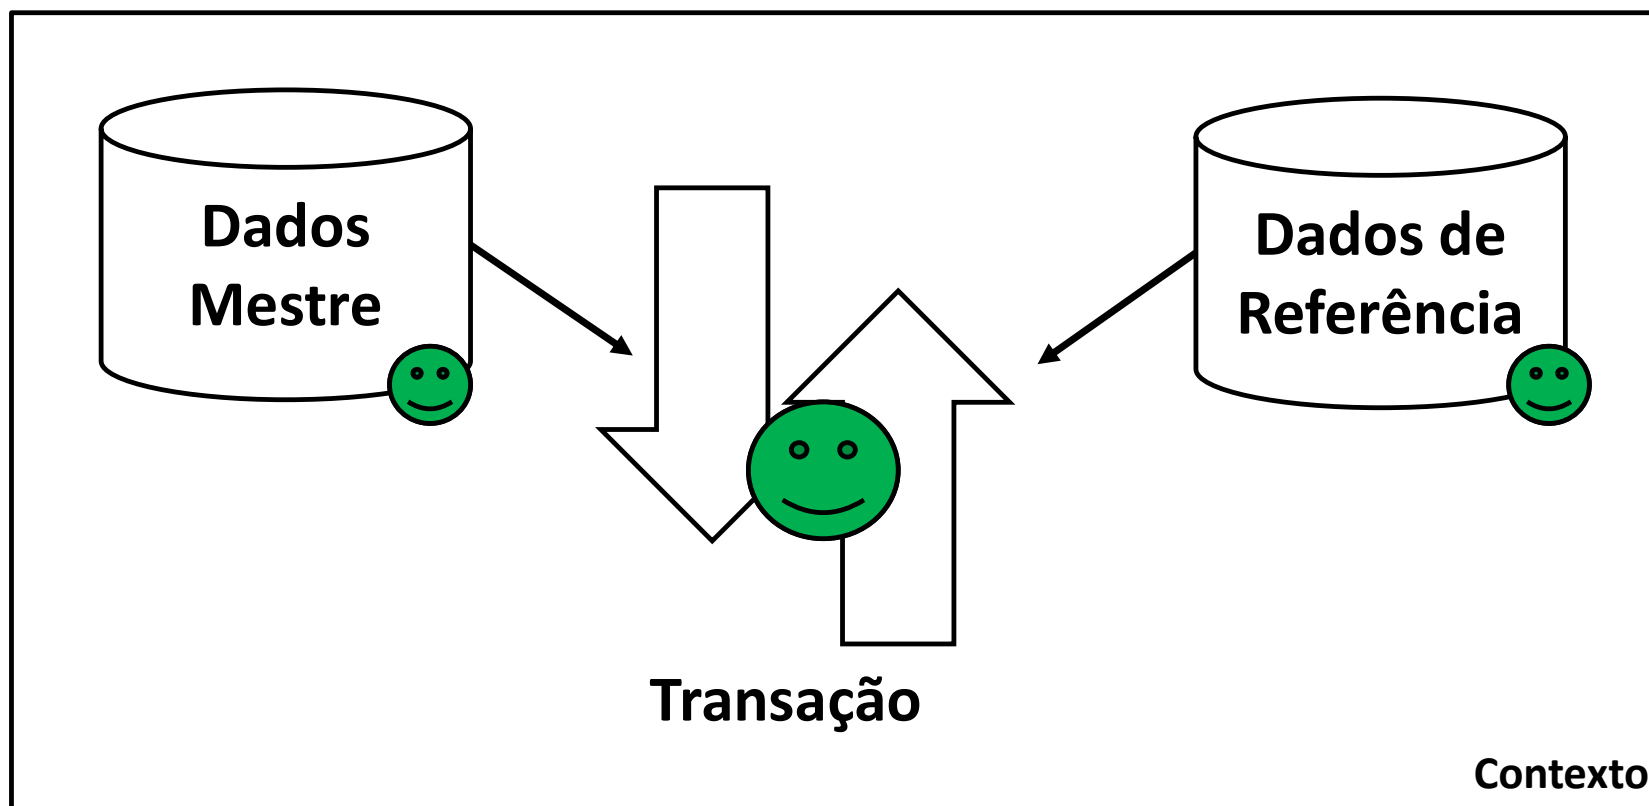 Dados
Mestre
Dados de
Referência
Transação
Contexto